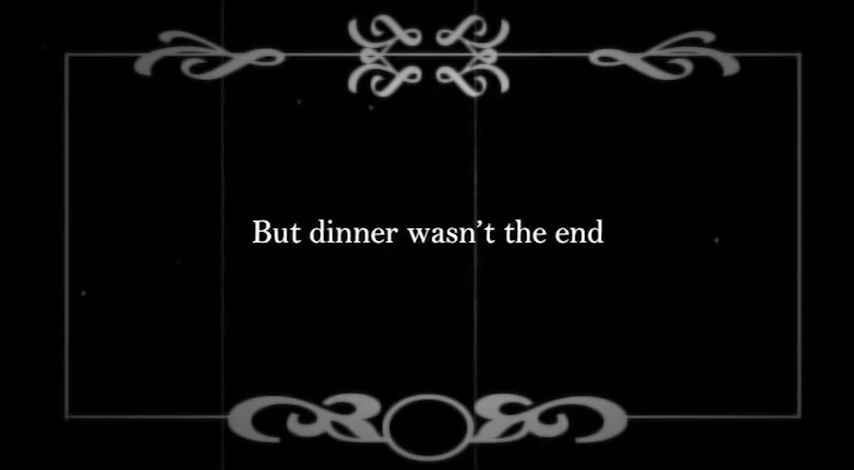 But dinner wasn’t the end